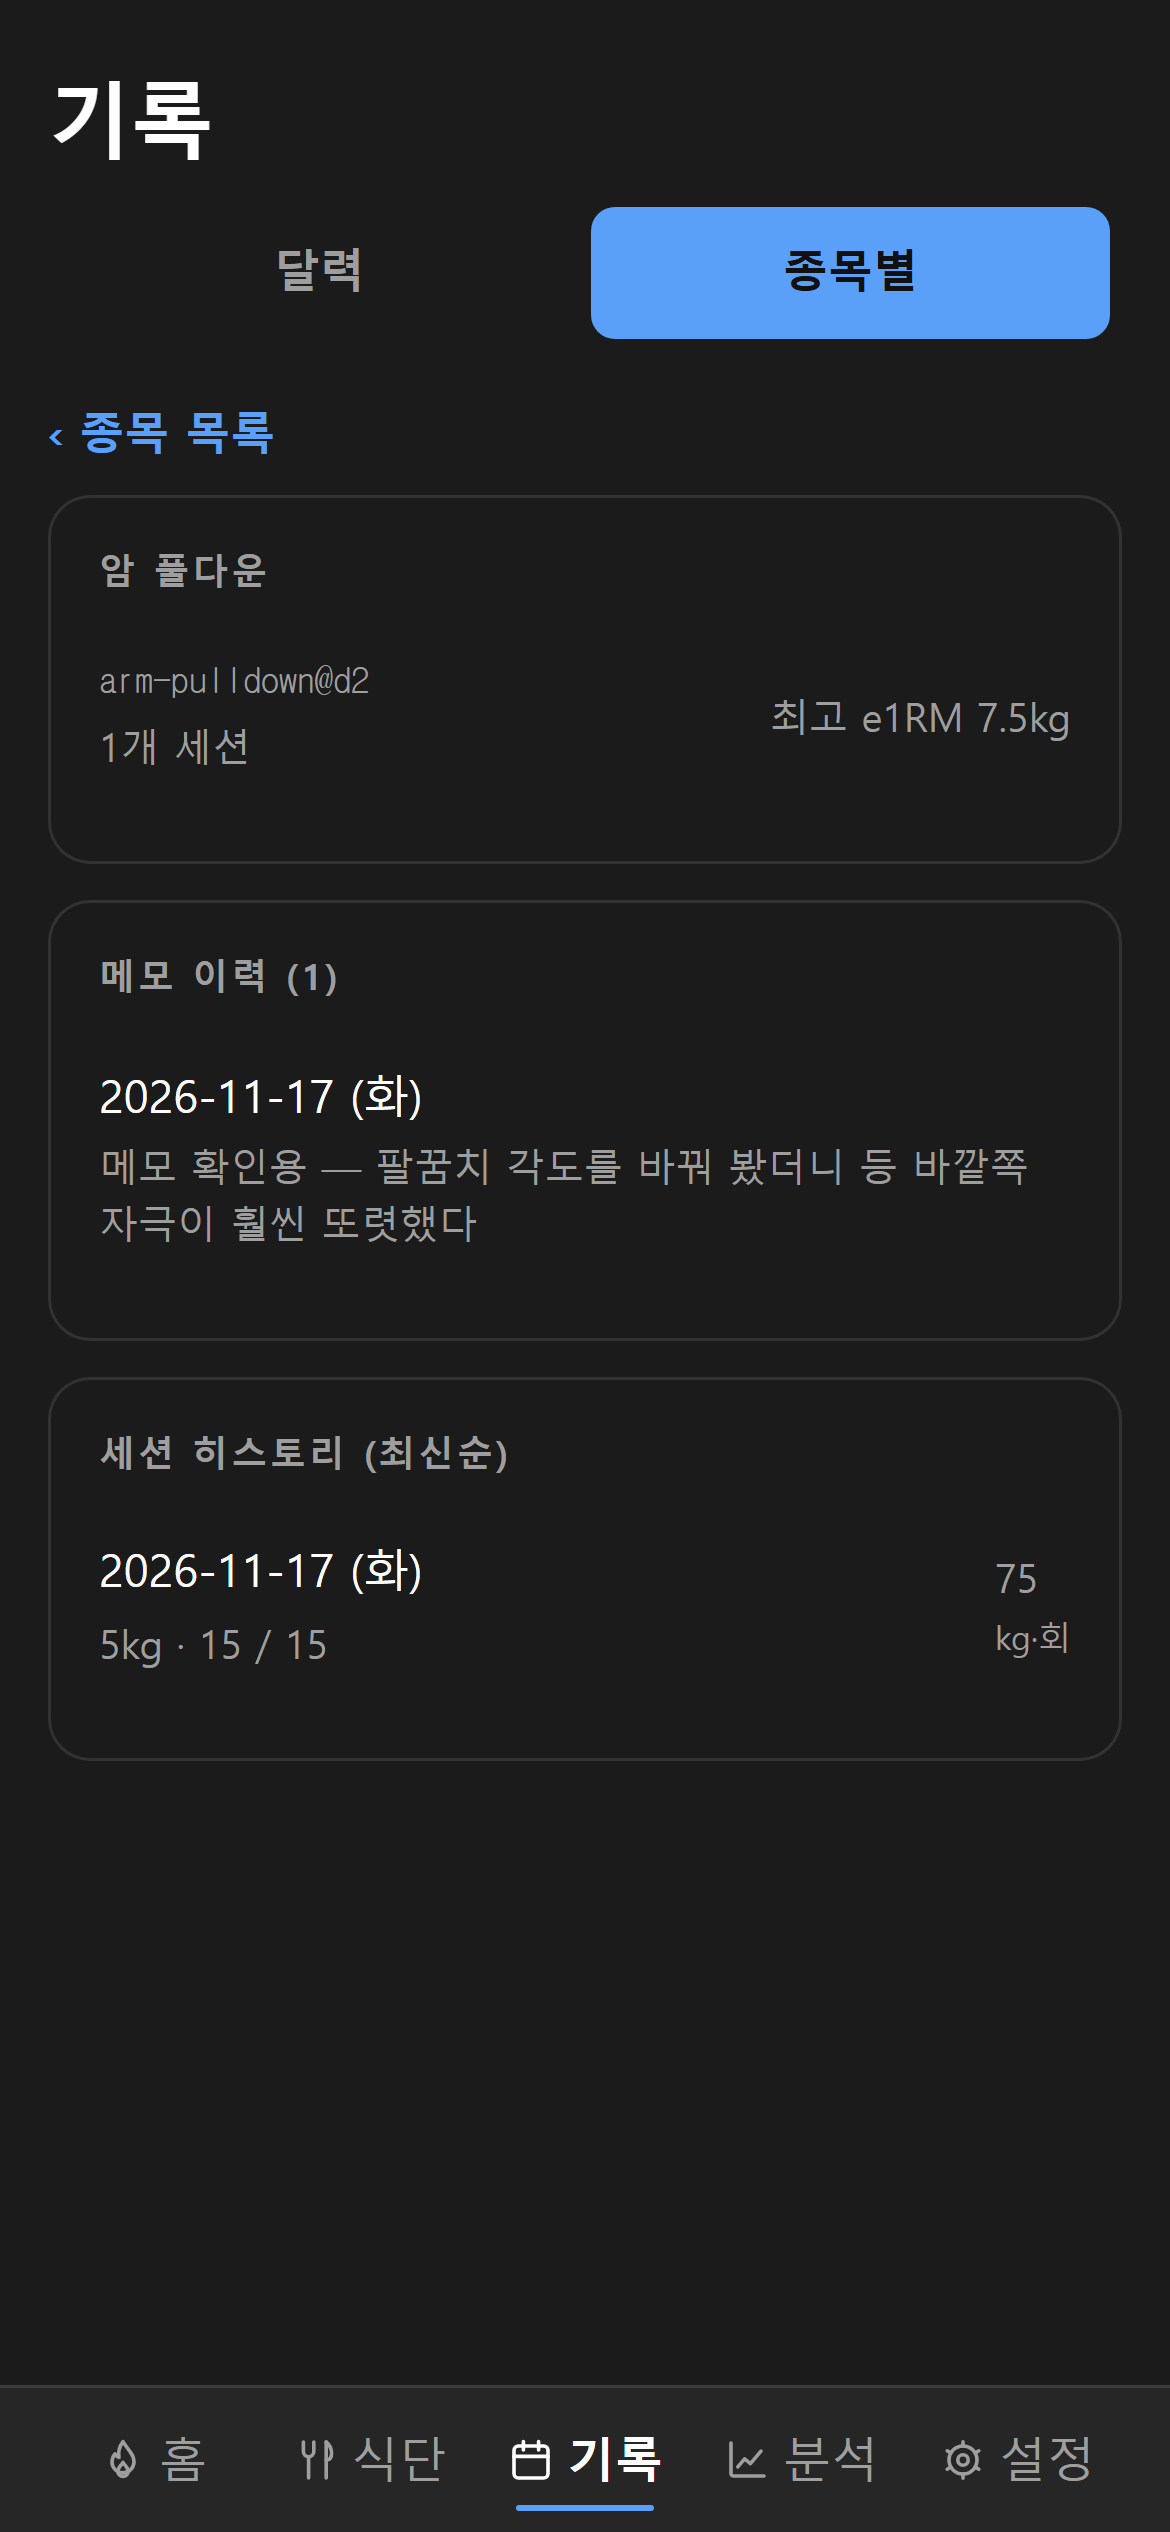 기록
달력
종목별
‹ 종목 목록
암 풀다운
arm-pulldown@d2
1개 세션
최고 e1RM 7.5kg
메모 이력 (1)
2026-11-17 (화)
메모 확인용 — 팔꿈치 각도를 바꿔 봤더니 등 바깥쪽
자극이 훨씬 또렷했다
세션 히스토리 (최신순)
2026-11-17 (화)
5kg · 15 / 15
75
kg·회
홈
식단
기록
분석
설정